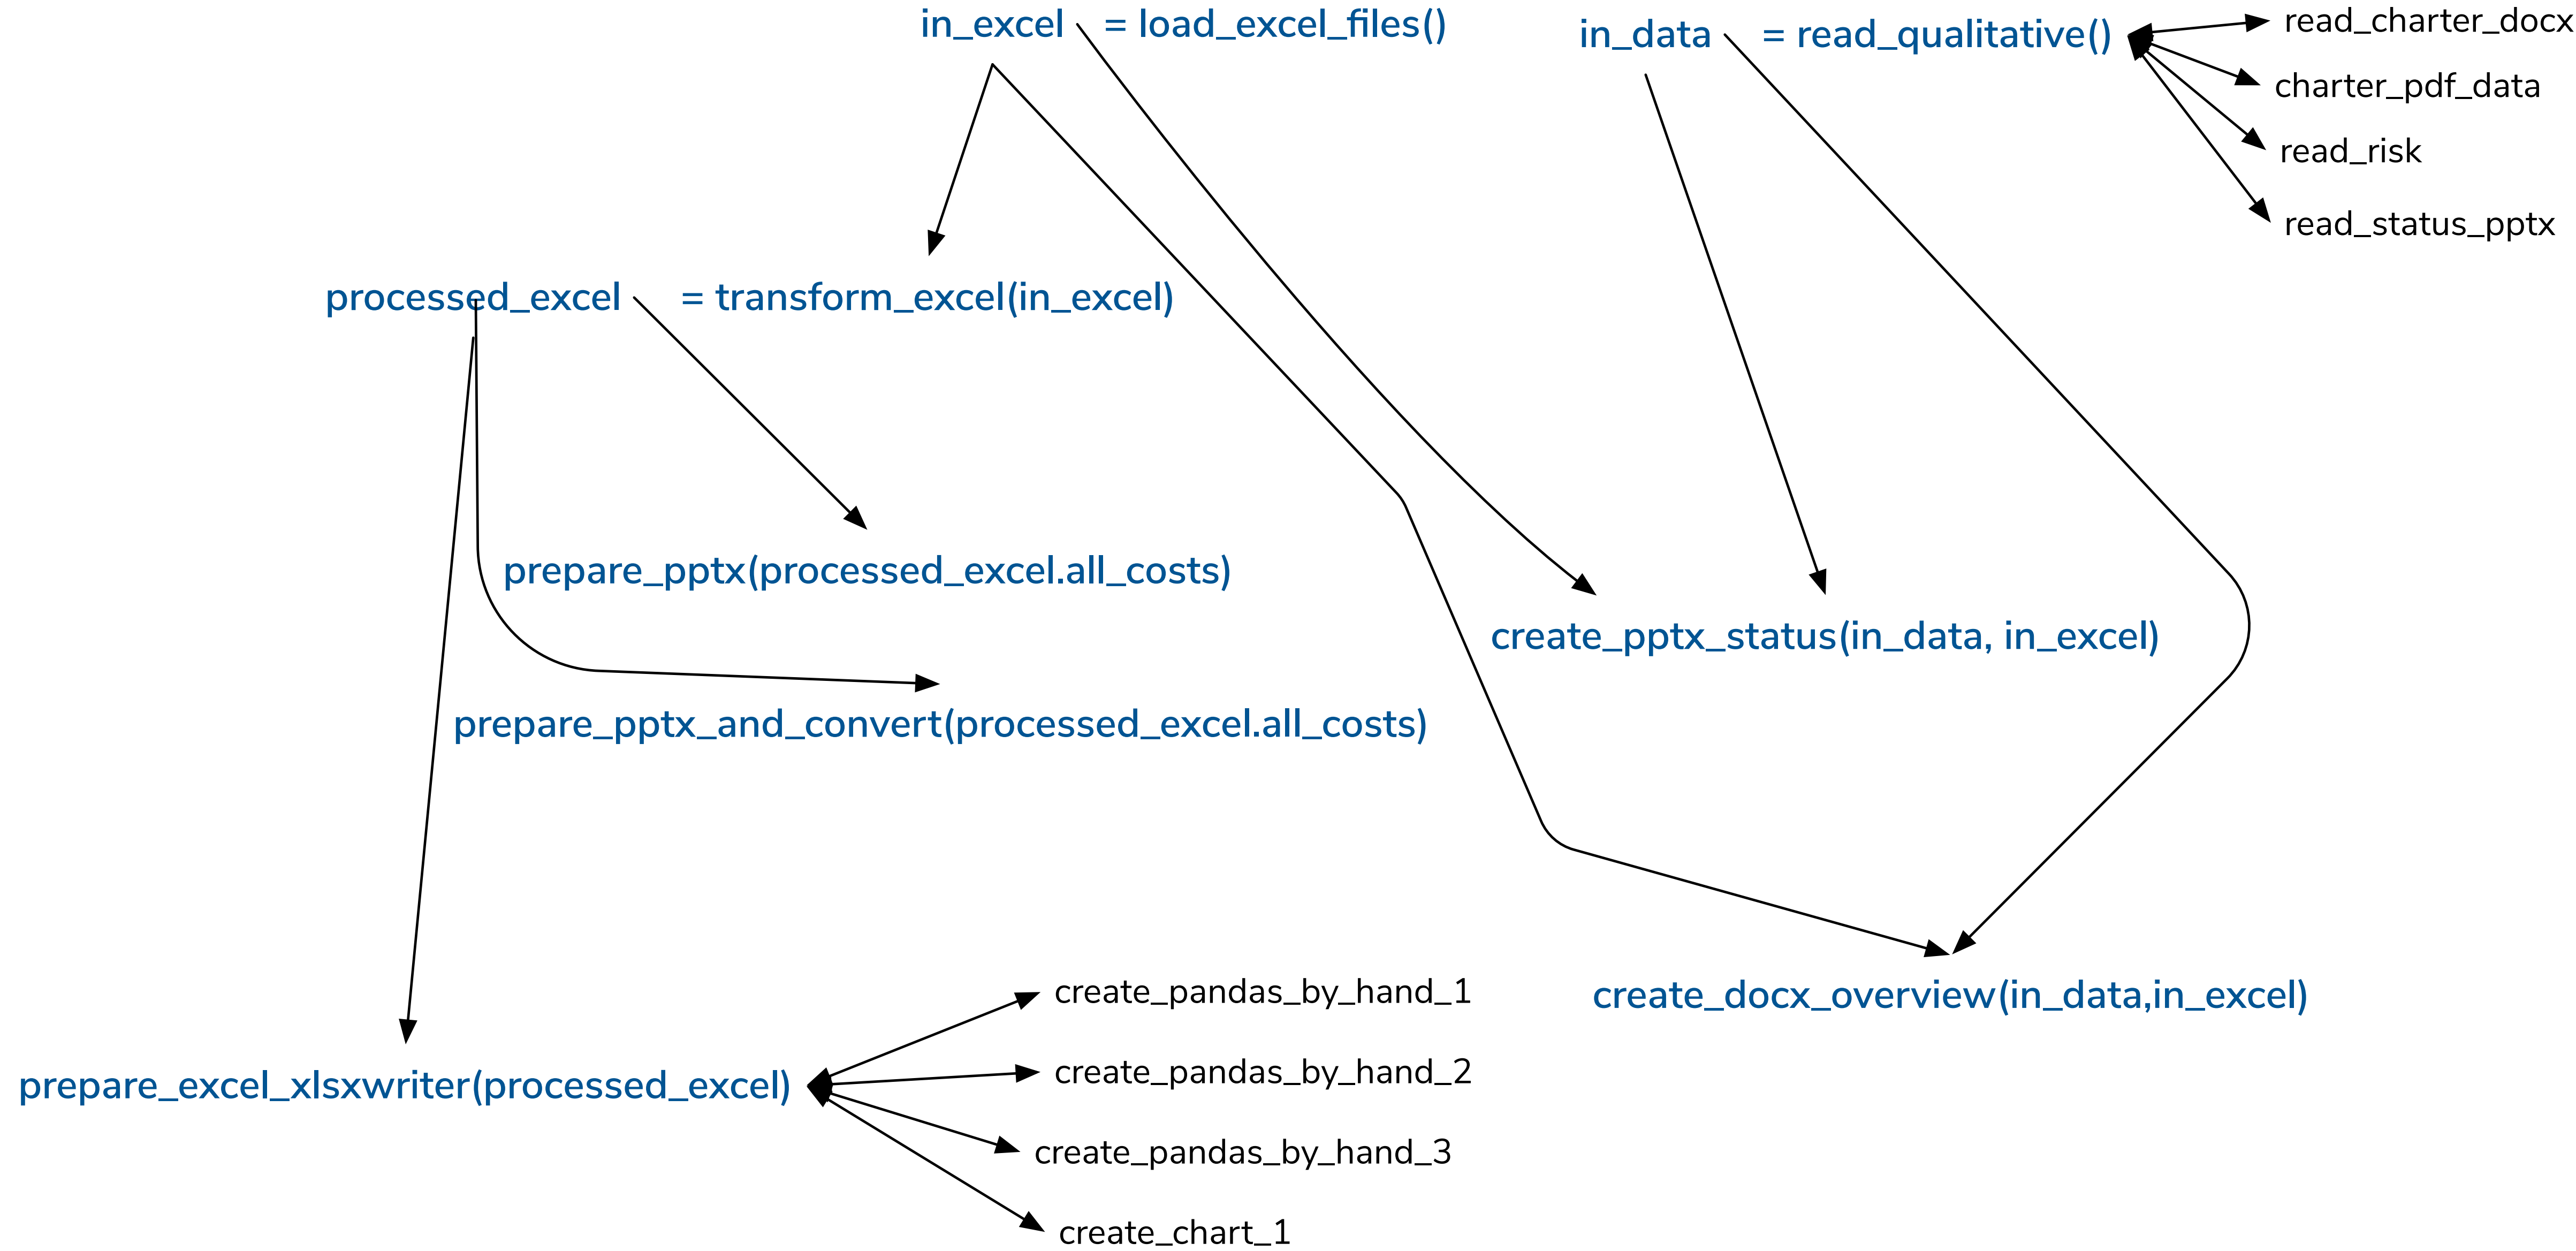 in_excel = load_excel_files()
in_data = read_qualitative()
read_charter_docx
charter_pdf_data
read_risk
read_status_pptx
processed_excel = transform_excel(in_excel)
prepare_pptx(processed_excel.all_costs)
create_pptx_status(in_data, in_excel)
prepare_pptx_and_convert(processed_excel.all_costs)
create_docx_overview(in_data,in_excel)
prepare_excel_xlsxwriter(processed_excel)
create_pandas_by_hand_1
create_pandas_by_hand_2
create_pandas_by_hand_3
create_chart_1